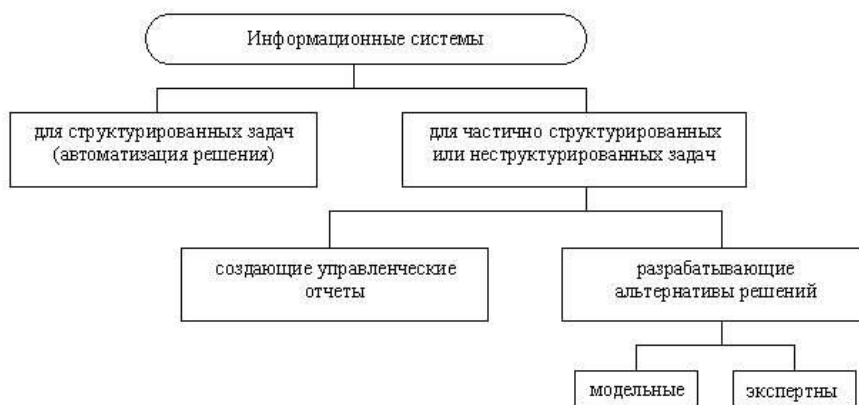 Информационные системы
для структурированных задач
(автоматизация решения)
для частично структурированных
или неструктурированных задач
создающие управленческие
отчеты
разрабатывающие
альтернативы решений
модельные
экспертны